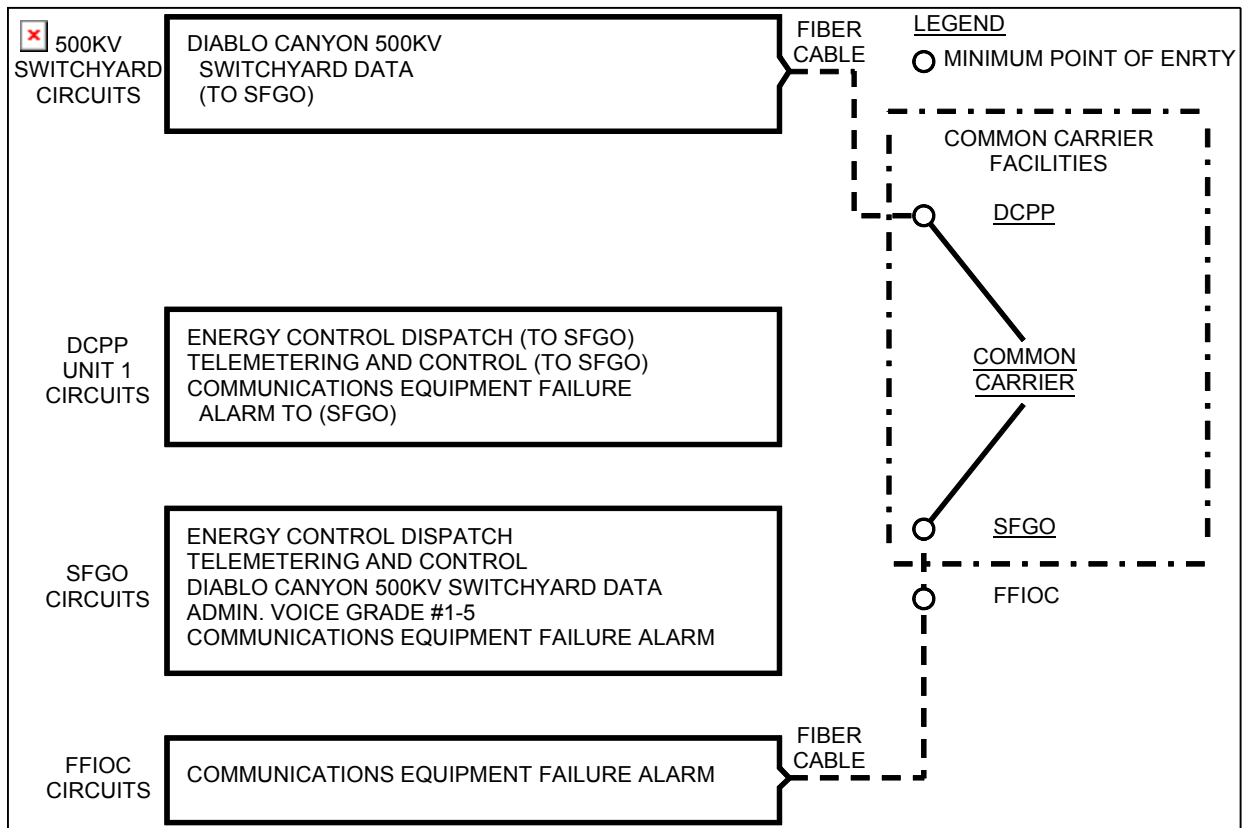 500KV
SWITCHYARD
CIRCUITS
DIABLO CANYON 500KV
SWITCHYARD DATA
(TO SFGO)
FIBER
CABLE
LEGEND
MINIMUM POINT OF ENRTY
COMMON CARRIER
FACILITIES
DCPP
DCPP
UNIT 1
CIRCUITS
ENERGY CONTROL DISPATCH (TO SFGO)
TELEMETERING AND CONTROL (TO SFGO)
COMMUNICATIONS EQUIPMENT FAILURE
ALARM TO (SFGO)
COMMON
CARRIER
SFGO
CIRCUITS
ENERGY CONTROL DISPATCH
TELEMETERING AND CONTROL
DIABLO CANYON 500KV SWITCHYARD DATA
ADMIN. VOICE GRADE #1-5
COMMUNICATIONS EQUIPMENT FAILURE ALARM
SFGO
FFIOC
FFIOC
CIRCUITS
COMMUNICATIONS EQUIPMENT FAILURE ALARM
FIBER
CABLE